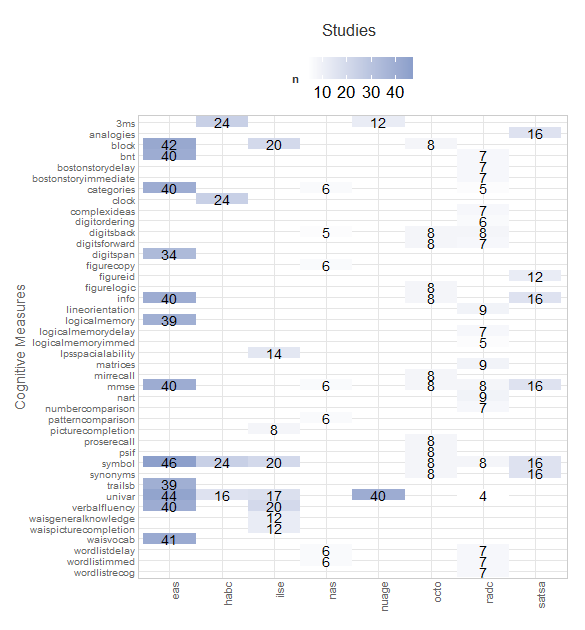 Studies
n
10 20 30 40
Cognitive Measures
3ms 24 12
analogies 16
block 42 20 8
bnt 40 7
bostonstorydelay 7
bostonstoryimmediate 7
categories 40 6 5
clock 24
complexideas 7
digitordering 6
digitsback 5 8 8
digitsforward 8 7
digitspan 34
figurecopy 6
figureid 12
figurelogic 8
info 40 8 16
lineorientation 9
logicalmemory 39
logicalmemorydelay 7
logicalmemoryimmed 5
lpsspacialability 14
matrices 9
mirrecall 8
mmse 40 6 8 8 16
nart 9
numbercomparison 7
patterncomparison 6
picturecompletion 8
proserecall 8
psif 8
symbol 46 24 20 8 8 16
synonyms 8 16
trailsb 39
univar 44 16 17 40 4
verbalfluency 40 20
waisgeneralknowledge 12
waispicturecompletion 12
waisvocab 41
wordlistdelay 6 7
wordlistimmed 6 7
wordlistrecog 7
eas habc ilse nas nuage octo radc satsa